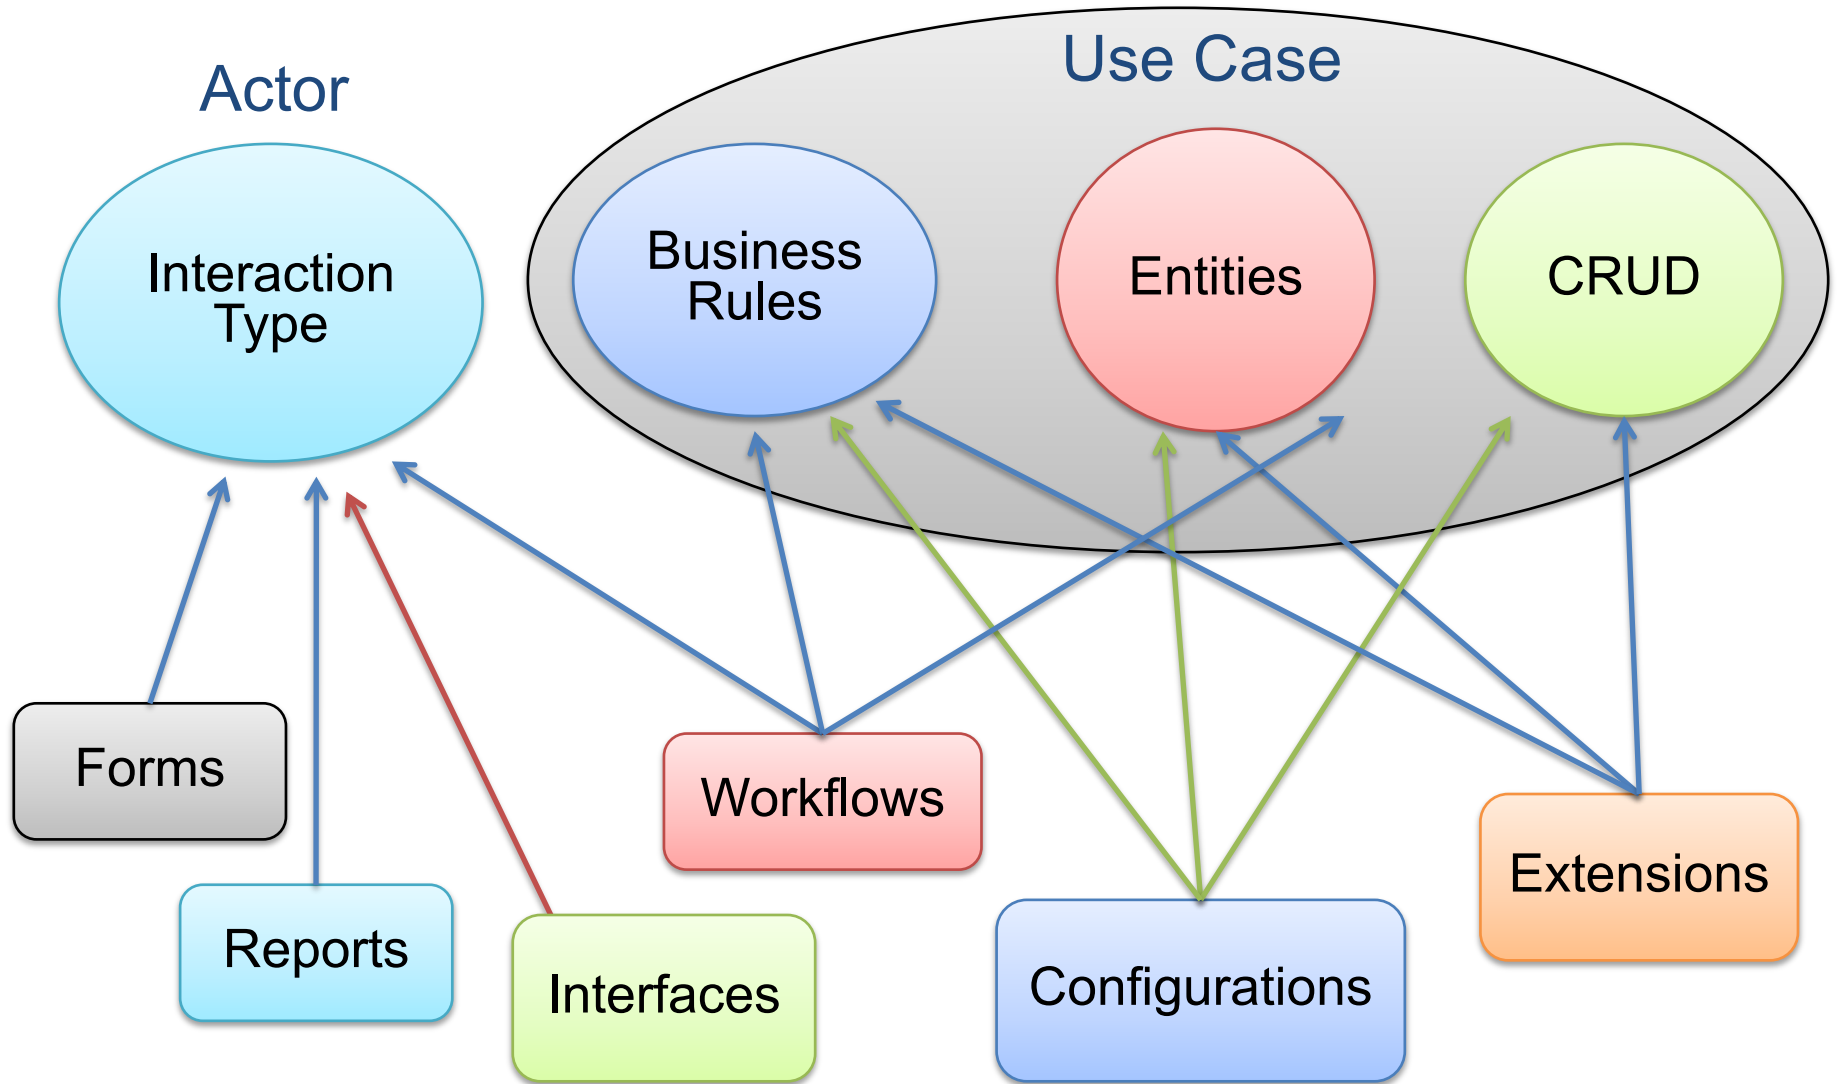 Use Case
Actor
Interaction
Type
Business
Rules
Entities
CRUD
Forms
Workflows
Extensions
Reports
Interfaces
Configurations